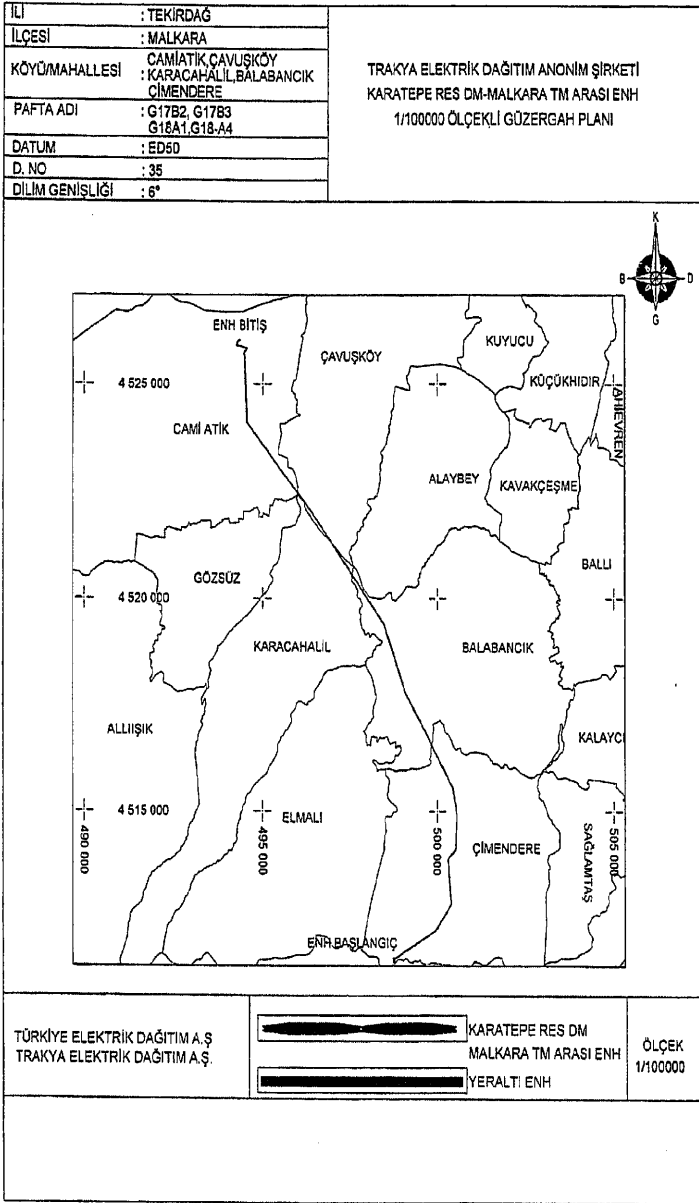 İLİ : TEKİRDAĞ
İLÇESİ : MALKARA
KÖYÜ/MAHALLESİ : CAMİATİK,ÇAVUŞKÖY
KARACAHALİL,BALABANCIK
ÇİMENDERE
PAFTA ADI : G17B2, G17B3
G18A1,G18-A4
DATUM : ED50
D. NO : 35
DİLİM GENİŞLİĞİ : 6°
TRAKYA ELEKTRİK DAĞITIM ANONİM ŞİRKETİ
KARATEPE RES DM-MALKARA TM ARASI ENH
1/100000 ÖLÇEKLİ GÜZERGAH PLANI
K
B
D
G
ENH BİTİŞ
ÇAVUŞKÖY
KUYUCU
KÜÇÜKHIDIR
AHIEVREN
4 525 000
CAMİ ATİK
ALAYBEY
KAVAKÇEŞME
BALLI
GÖZSÜZ
4 520 000
KARACAHALİL
BALABANCIK
ALLIIŞIK
KALAYCI
4 515 000
ELMALI
ÇİMENDERE
SAĞLAMTAŞ
490 000
495 000
500 000
505 000
ENH BAŞLANGIÇ
TÜRKİYE ELEKTRİK DAĞITIM A.Ş
TRAKYA ELEKTRİK DAĞITIM A.Ş.
KARATEPE RES DM
MALKARA TM ARASI ENH
YERALTI ENH
ÖLÇEK
1/100000